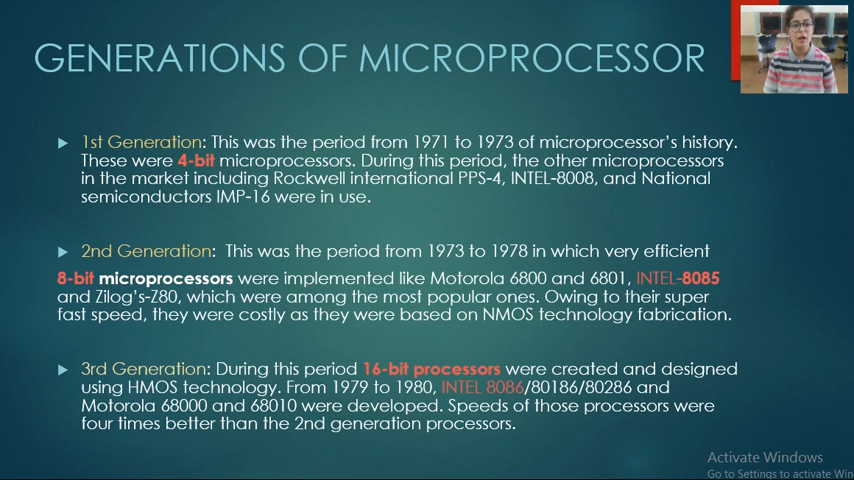 GENERATIONS OF MICROPROCESSOR
1st Generation: This was the period from 1971 to 1973 of microprocessor's history.
These were 4-bit microprocessors. During this period, the other microprocessors
in the market including Rockwell international PPS-4, INTEL-8008, and National
semiconductors IMP-16 were in use.
2nd Generation: This was the period from 1973 to 1978 in which very efficient
8-bit microprocessors were implemented like Motorola 6800 and 6801, INTEL-8085
and Zilog's-Z80, which were among the most popular ones. Owing to their super
fast speed, they were costly as they were based on NMOS technology fabrication.
3rd Generation: During this period 16-bit processors were created and designed
using HMOS technology. From 1979 to 1980, INTEL 8086/80186/80286 and
Motorola 68000 and 68010 were developed. Speeds of those processors were
four times better than the 2nd generation processors.
Activate Windows
Go to Settings to activate Win